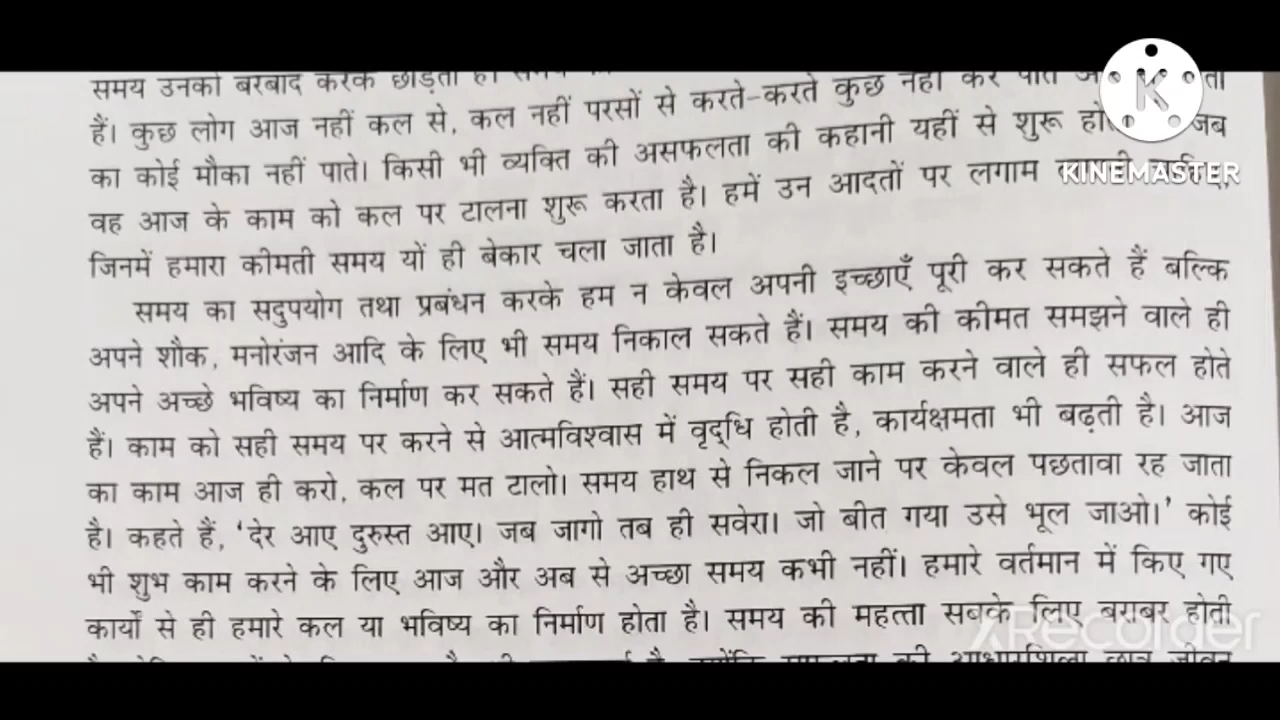 समय उनको बरबाद करके छोड़ता है।
हैं। कुछ लोग आज नहीं कल से, कल नहीं परसों से करते-करते कुछ नहीं कर पाते
का कोई मौका नहीं पाते। किसी भी व्यक्ति की असफलता की कहानी यहीं से शुरू जब
वह आज के काम को कल पर टालना शुरू करता है। हमें उन आदतों पर लगाम
जिनमें हमारा कीमती समय यों ही बेकार चला जाता है।
समय का सदुपयोग तथा प्रबंधन करके हम न केवल अपनी इच्छाएँ पूरी कर सकते हैं बल्कि
अपने शौक, मनोरंजन आदि के लिए भी समय निकाल सकते हैं। समय की कीमत समझने वाले ही
अपने अच्छे भविष्य का निर्माण कर सकते हैं। सही समय पर सही काम करने वाले ही सफल होते
हैं। काम को सही समय पर करने से आत्मविश्वास में वृद्धि होती है, कार्यक्षमता भी बढ़ती है। आज
का काम आज ही करो, कल पर मत टालो। समय हाथ से निकल जाने पर केवल पछतावा रह जाता
है। कहते हैं, ‘देर आए दुरुस्त आए। जब जागो तब ही सवेरा। जो बीत गया उसे भूल जाओ।’ कोई
भी शुभ काम करने के लिए आज और अब से अच्छा समय कभी नहीं। हमारे वर्तमान में किए गए
कार्यों से ही हमारे कल या भविष्य का निर्माण होता है। समय की महत्ता सबके लिए बराबर होती
की आधारशिला छात्र जीवन
K
KINEMASTER
XRecorder